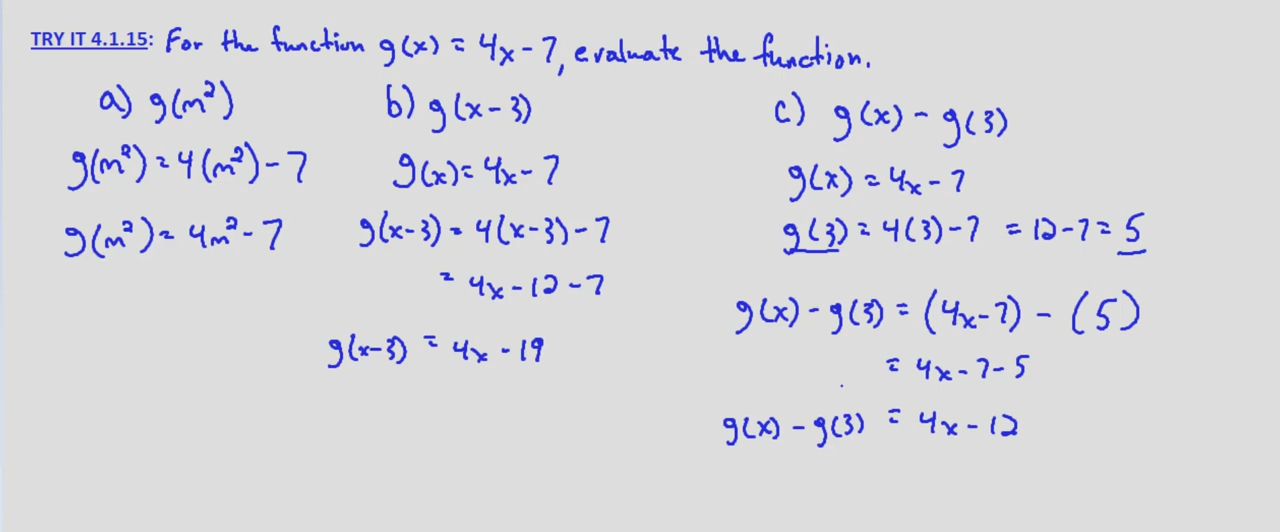 TRY IT 4.1.15: For the function g(x) = 4x - 7, evaluate the function.
a) g(m²)
g(m²) = 4(m²) - 7
g(m²) = 4m² - 7
b) g(x - 3)
g(x) = 4x - 7
g(x-3) = 4(x-3) - 7
= 4x - 12 - 7
g(x-3) = 4x - 19
c) g(x) - g(3)
g(x) = 4x - 7
g(3) = 4(3) - 7 = 12 - 7 = 5
g(x) - g(3) = (4x - 7) - (5)
= 4x - 7 - 5
g(x) - g(3) = 4x - 12